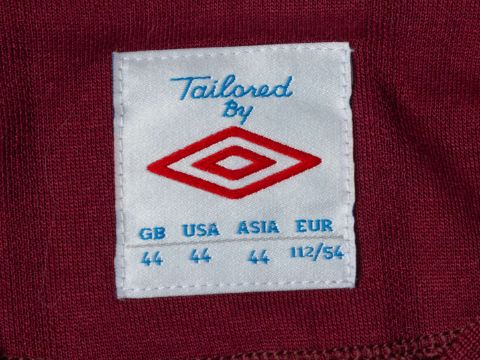 Tailored
By
GB USA ASIA EUR
44 44 44 112/54